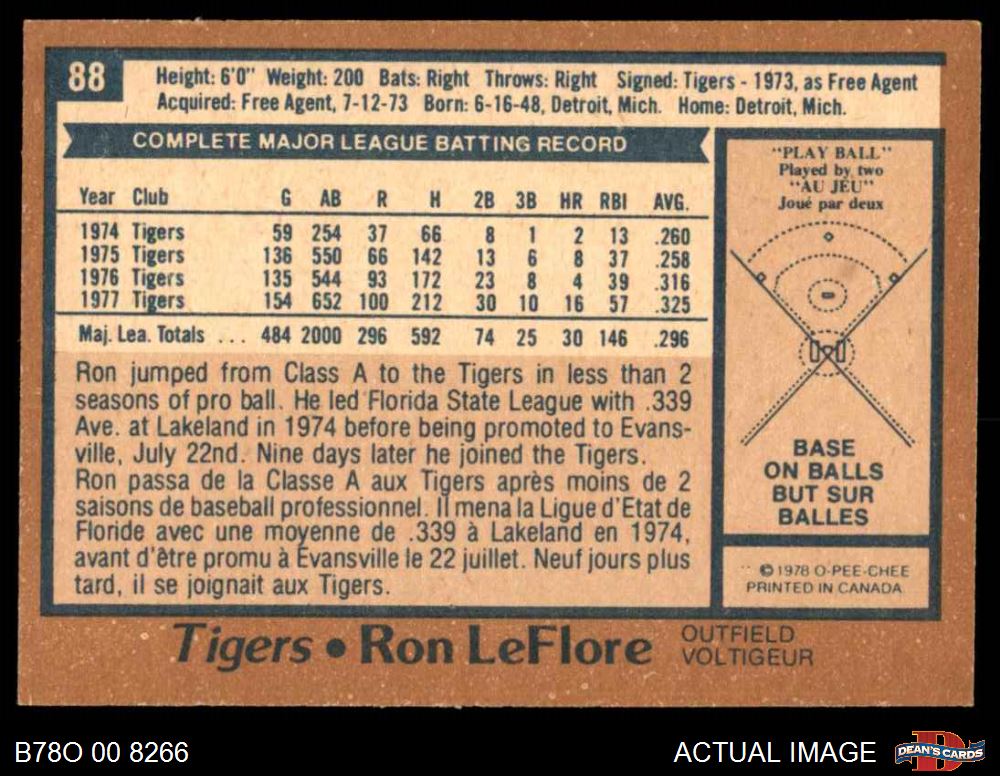 88
Height: 6'0" Weight: 200 Bats: Right Throws: Right Signed: Tigers - 1973, as Free Agent
Acquired: Free Agent, 7-12-73 Born: 6-16-48, Detroit, Mich. Home: Detroit, Mich.
COMPLETE MAJOR LEAGUE BATTING RECORD
Year Club G AB R H 2B 3B HR RBI AVG.
1974 Tigers 59 254 37 66 8 1 2 13 .260
1975 Tigers 136 550 66 142 13 6 8 37 .258
1976 Tigers 135 544 93 172 23 8 4 39 .316
1977 Tigers 154 652 100 212 30 10 16 57 .325
Maj. Lea. Totals ... 484 2000 296 592 74 25 30 146 .296
Ron jumped from Class A to the Tigers in less than 2
seasons of pro ball. He led Florida State League with .339
Ave. at Lakeland in 1974 before being promoted to Evans-
ville, July 22nd. Nine days later he joined the Tigers.
Ron passa de la Classe A aux Tigers après moins de 2
saisons de baseball professionnel. Il mena la Ligue d'Etat de
Floride avec une moyenne de .339 à Lakeland en 1974,
avant d'être promu à Evansville le 22 juillet. Neuf jours plus
tard, il se joignait aux Tigers.
"PLAY BALL"
Played by two
"AU JEU"
Joué par deux
BASE
ON BALLS
BUT SUR
BALLES
© 1978 O-PEE-CHEE
PRINTED IN CANADA
Tigers • Ron LeFlore
OUTFIELD
VOLTIGEUR
B78O 00 8266
ACTUAL IMAGE
DEAN'S CARDS